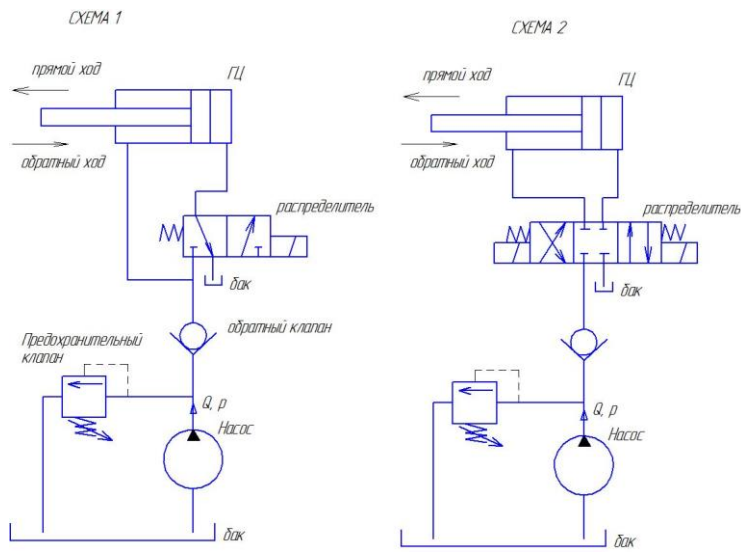 СХЕМА 1
прямой ход
ГЦ
обратный ход
распределитель
бак
обратный клапан
Предохранительный
клапан
Q, p
Насос
бак
СХЕМА 2
прямой ход
ГЦ
обратный ход
распределитель
бак
Q, p
Насос
бак